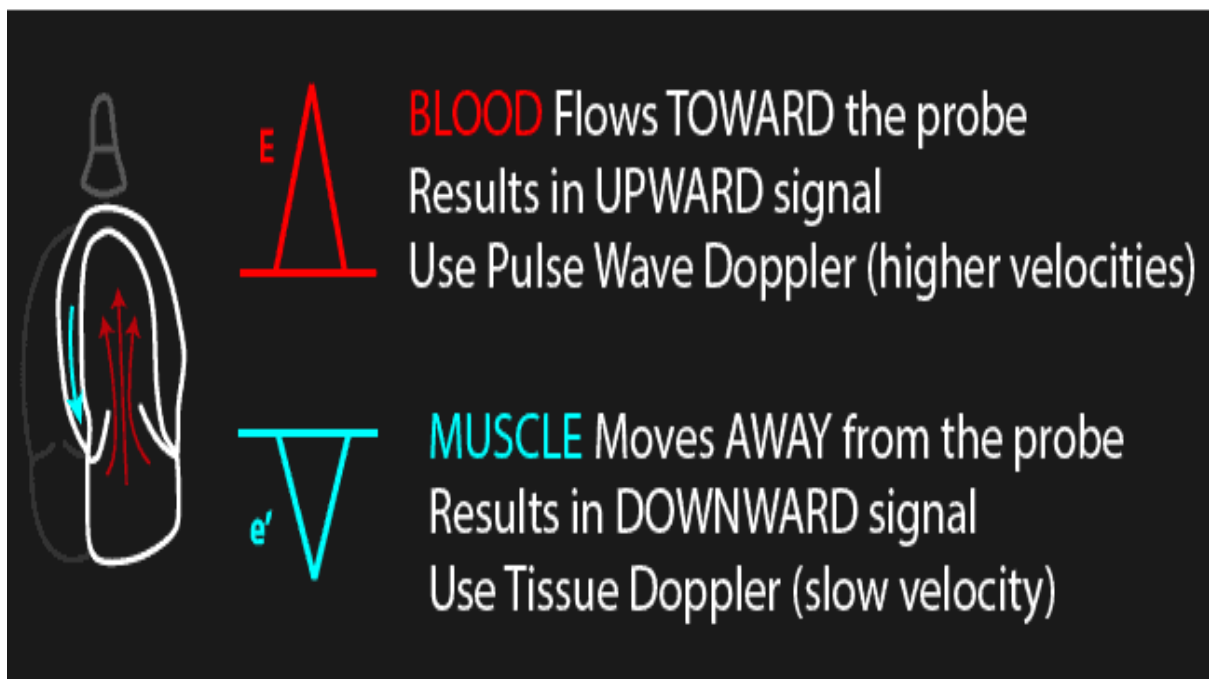 E
BLOOD Flows TOWARD the probe
Results in UPWARD signal
Use Pulse Wave Doppler (higher velocities)
e’
MUSCLE Moves AWAY from the probe
Results in DOWNWARD signal
Use Tissue Doppler (slow velocity)